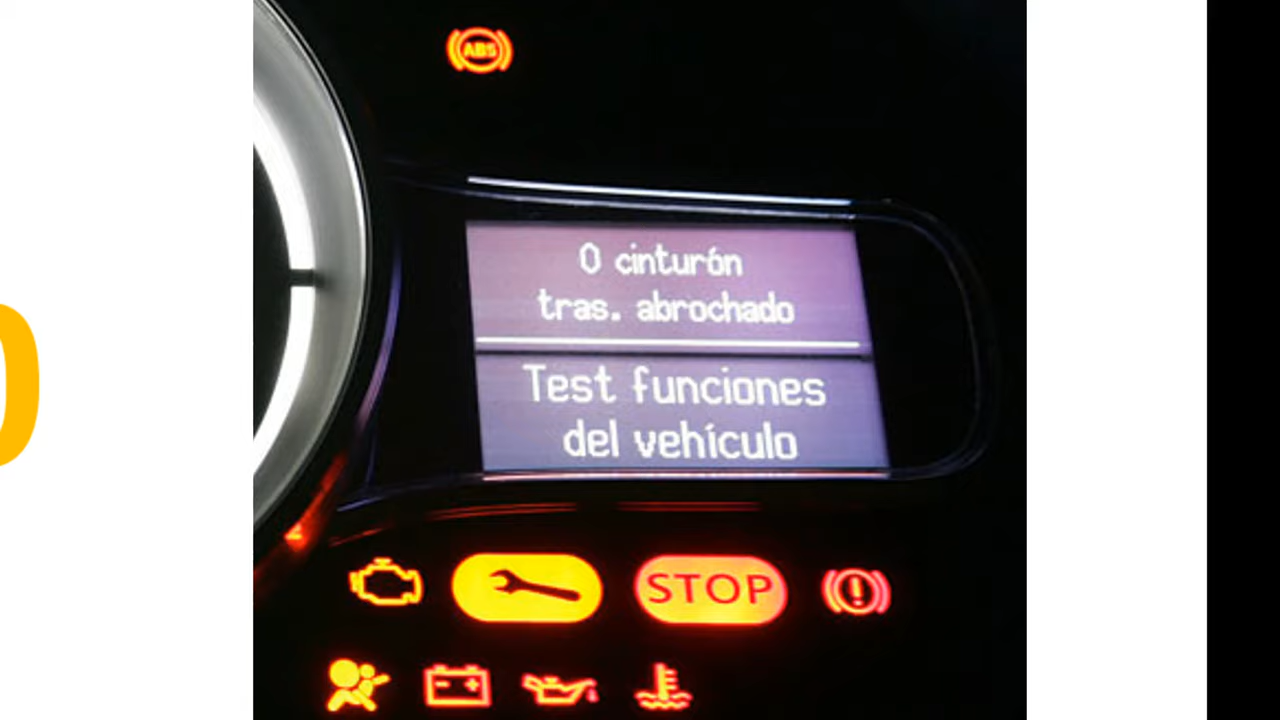 ABS
0 cinturón
tras. abrochado
Test funciones
del vehículo
STOP